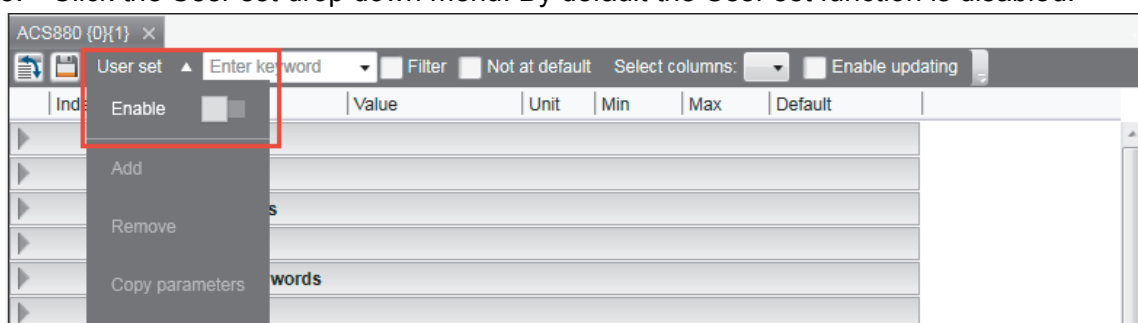 Click the User set drop-down menu. By default the User set function is disabled.
ACS880 {0}{1} ×
User set Enter keyword Filter Not at default Select columns: Enable updating
Value Unit Min Max Default
Enable
Add
Remove
words
Copy parameters